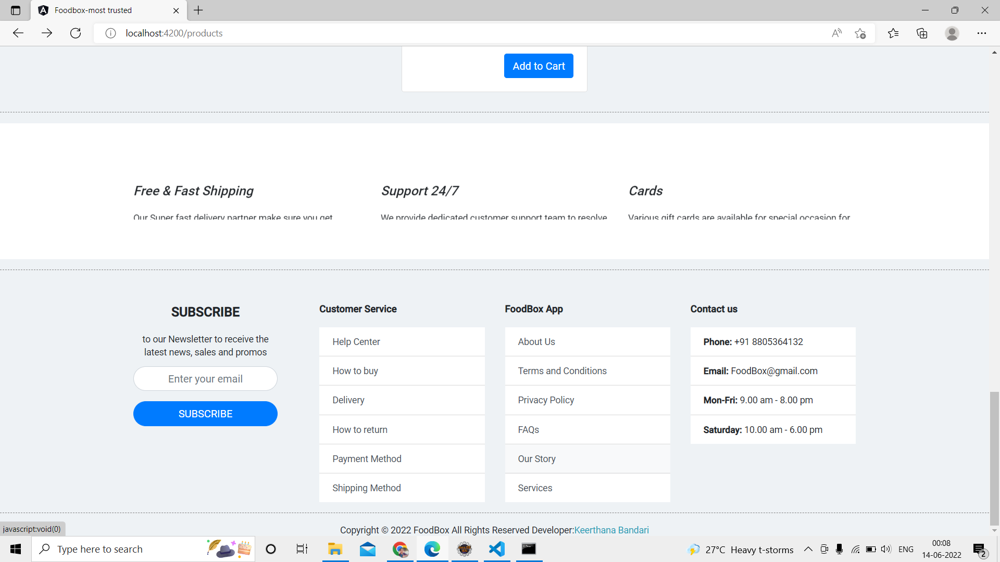 Foodbox-most trusted
localhost:4200/products
Add to Cart
Free & Fast Shipping
Support 24/7
Cards
Our Super fast delivery partner make sure you get
We provide dedicated customer support team to resolve
Various gift cards are available for special occasion for
SUBSCRIBE
to our Newsletter to receive the
latest news, sales and promos
Enter your email
SUBSCRIBE
Customer Service
Help Center
How to buy
Delivery
How to return
Payment Method
Shipping Method
FoodBox App
About Us
Terms and Conditions
Privacy Policy
FAQs
Our Story
Services
Contact us
Phone: +91 8805364132
Email: FoodBox@gmail.com
Mon-Fri: 9.00 am - 8.00 pm
Saturday: 10.00 am - 6.00 pm
javascript:void(0)
Copyright © 2022 FoodBox All Rights Reserved Developer:Keerthana Bandari
Type here to search
27°C Heavy t-storms
ENG
00:08
14-06-2022
2